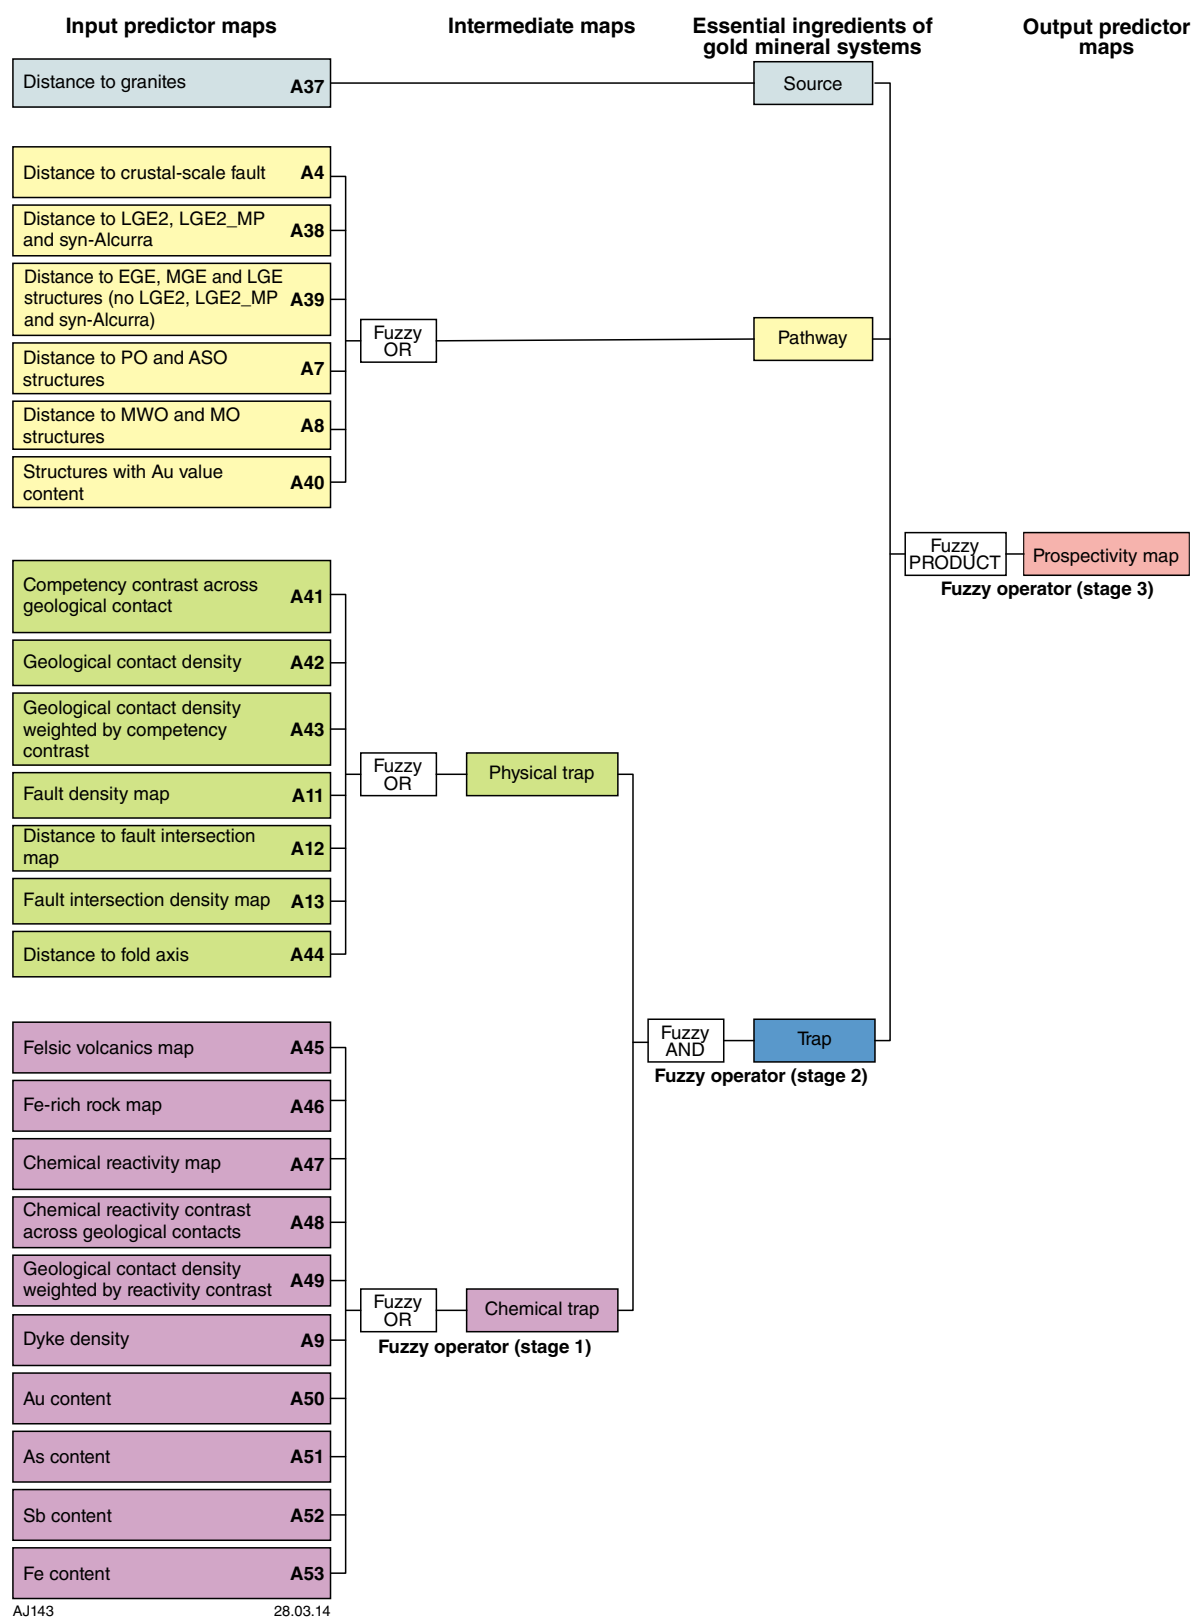 Input predictor maps
Intermediate maps
Essential ingredients of
gold mineral systems
Output predictor
maps
Distance to granites A37
Source
Distance to crustal-scale fault A4
Distance to LGE2, LGE2_MP
and syn-Alcurra
A38
Distance to EGE, MGE and LGE
structures (no LGE2, LGE2_MP
and syn-Alcurra)
A39
Distance to PO and ASO
structures
A7
Distance to MWO and MO
structures
A8
Structures with Au value
content
A40
Fuzzy
OR
Pathway
Competency contrast across
geological contact
A41
Geological contact density A42
Geological contact density
weighted by competency
contrast
A43
Fault density map A11
Distance to fault intersection
map
A12
Fault intersection density map A13
Distance to fold axis A44
Fuzzy
OR
Physical trap
Felsic volcanics map A45
Fe-rich rock map A46
Chemical reactivity map A47
Chemical reactivity contrast
across geological contacts
A48
Geological contact density
weighted by reactivity contrast
A49
Dyke density A9
Au content A50
As content A51
Sb content A52
Fe content A53
Fuzzy
OR
Fuzzy operator (stage 1)
Chemical trap
Fuzzy
AND
Fuzzy operator (stage 2)
Trap
Fuzzy
PRODUCT
Fuzzy operator (stage 3)
Prospectivity map
AJ143 28.03.14